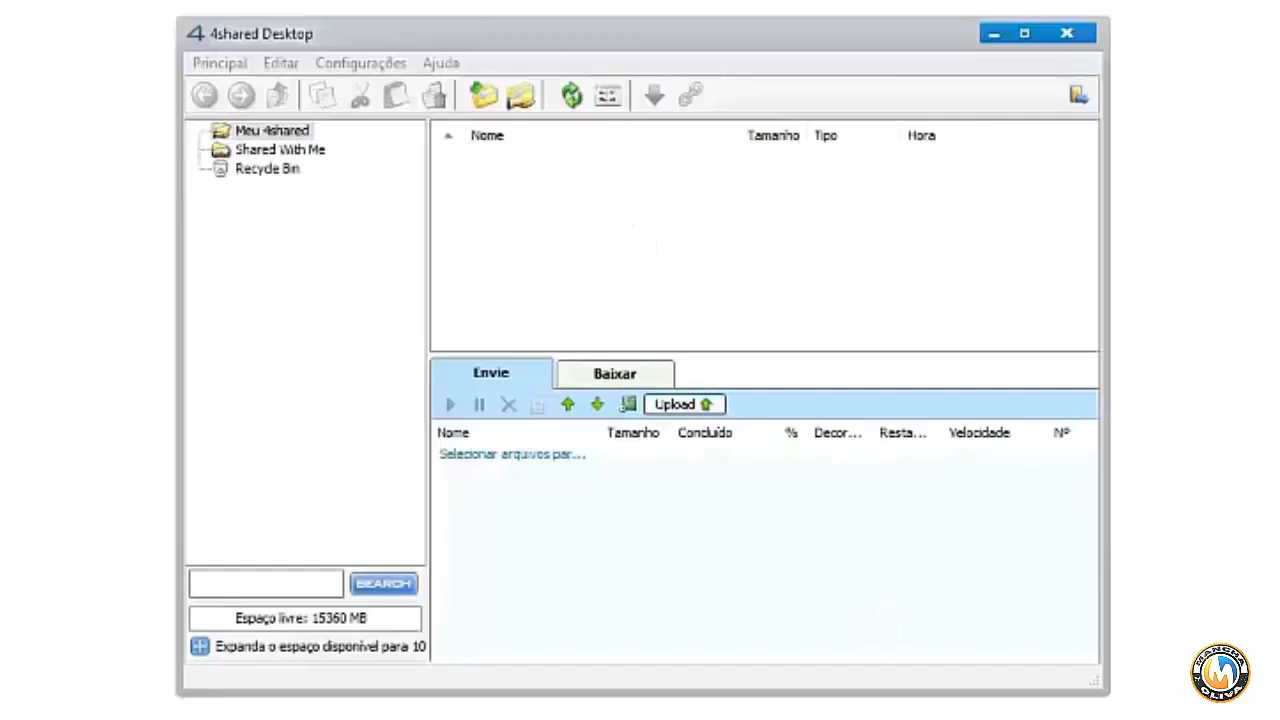 4shared Desktop
Principal Editar Configurações Ajuda
Meu 4shared
Shared With Me
Recycle Bin
Nome Tamanho Tipo Hora
Envie Baixar
Upload
Nome Tamanho Concluído % Decor... Resta... Velocidade Nº
Selecionar arquivos par...
SEARCH
Espaço livre: 15360 MB
Expanda o espaço disponível para 10
MANCHA
OLIVA